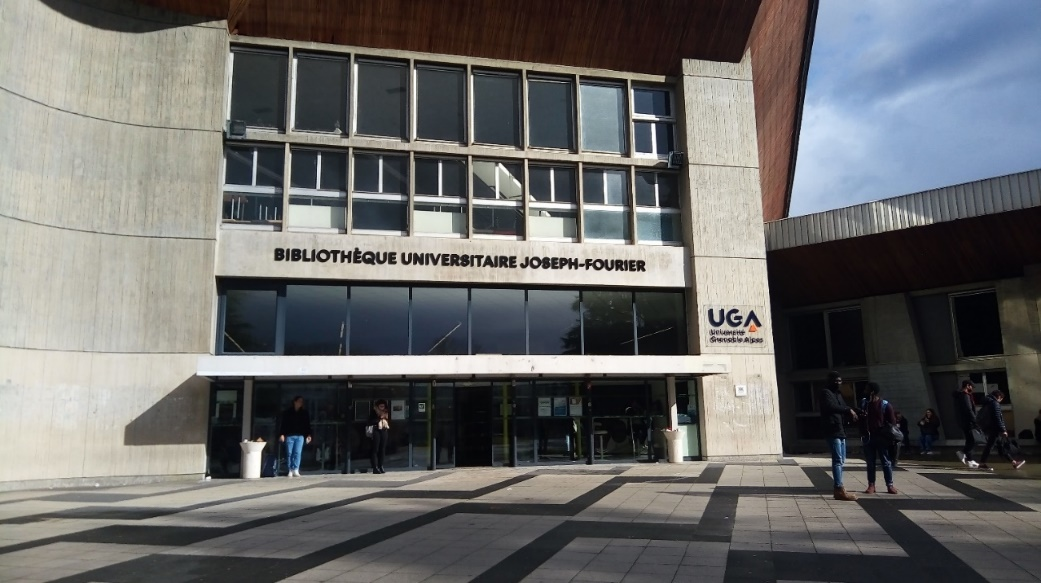 BIBLIOTHÈQUE UNIVERSITAIRE JOSEPH-FOURIER
UGA
Université
Grenoble Alpes